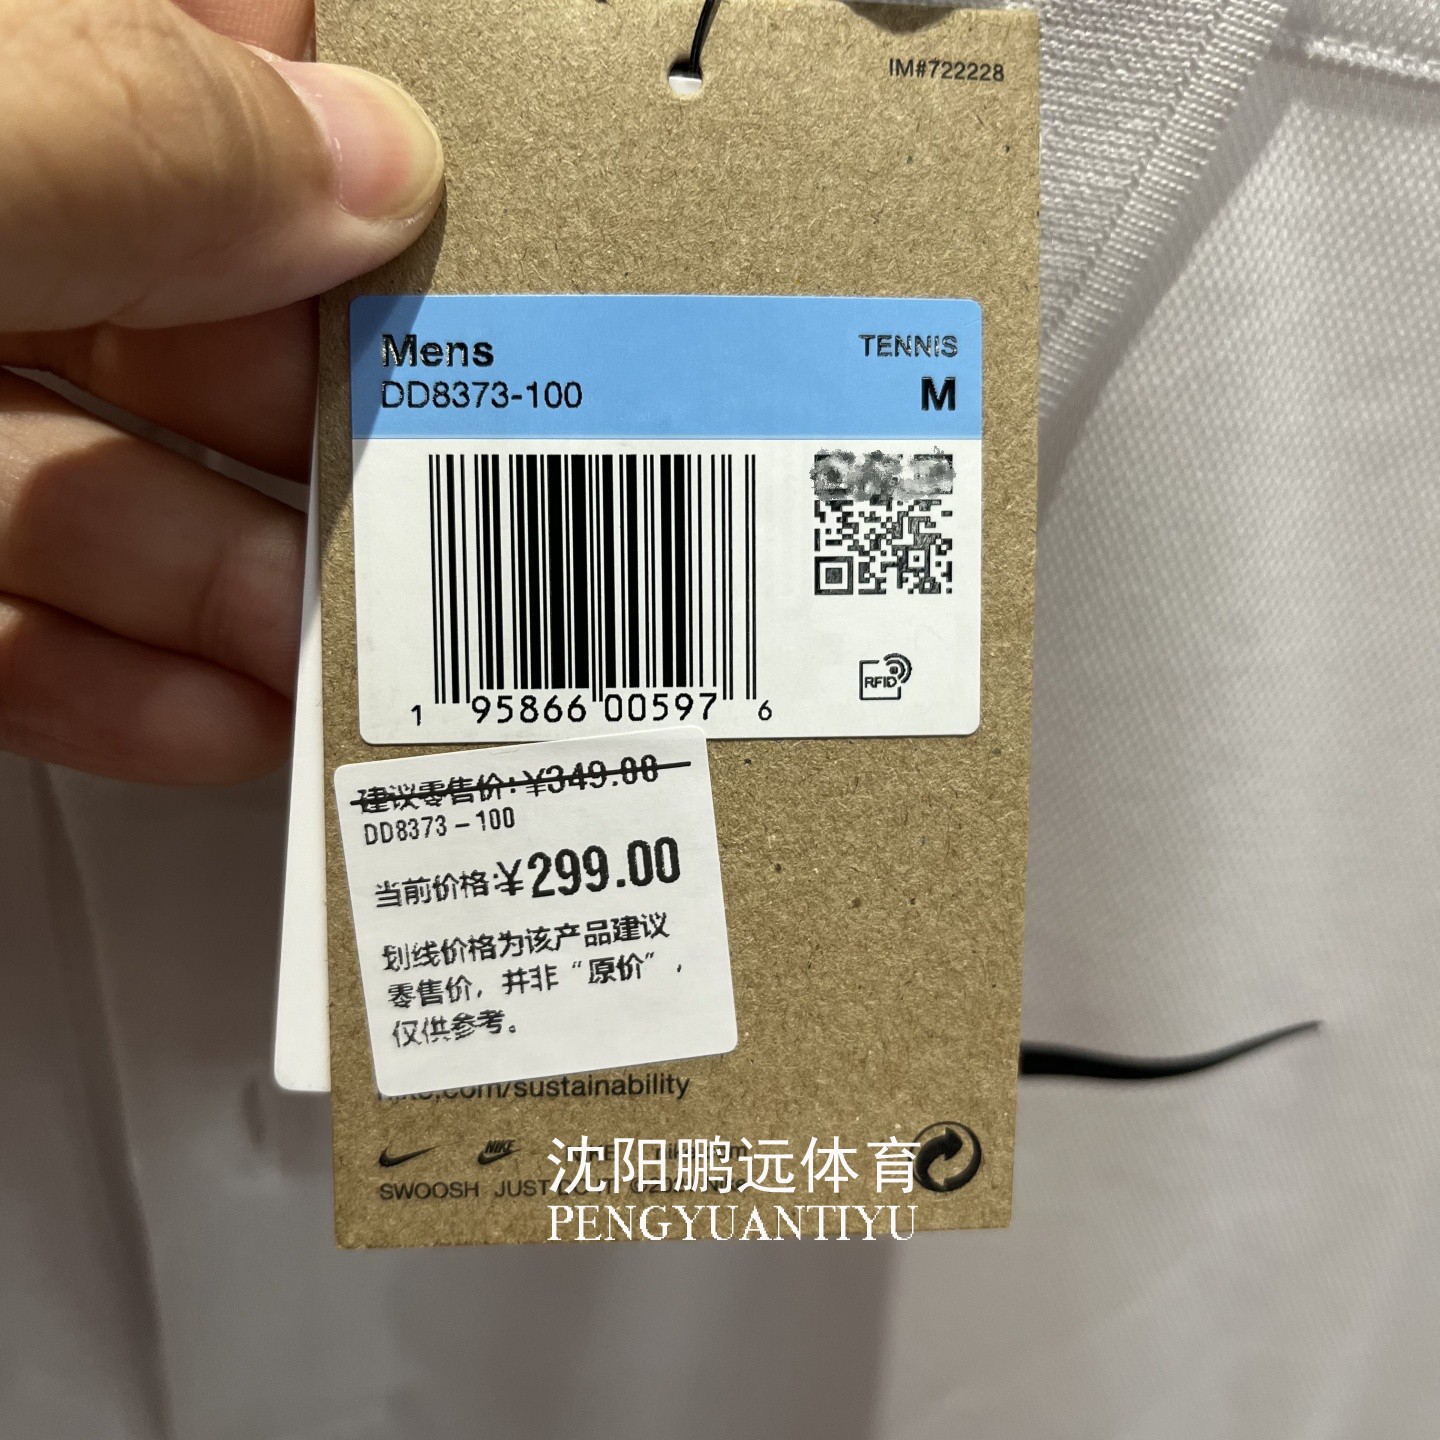 IM#722228
Mens
TENNIS
DD8373-100
M
1 95866 00597 6
RFID
建议零售价:¥349.00
DD8373-100
当前价格:¥299.00
划线价格为该产品建议
零售价，并非“原价”，
仅供参考。
.com/sustainability
NIKE
沈阳鹏远体育
SWOOSH JUST
PENGYUANTIYU